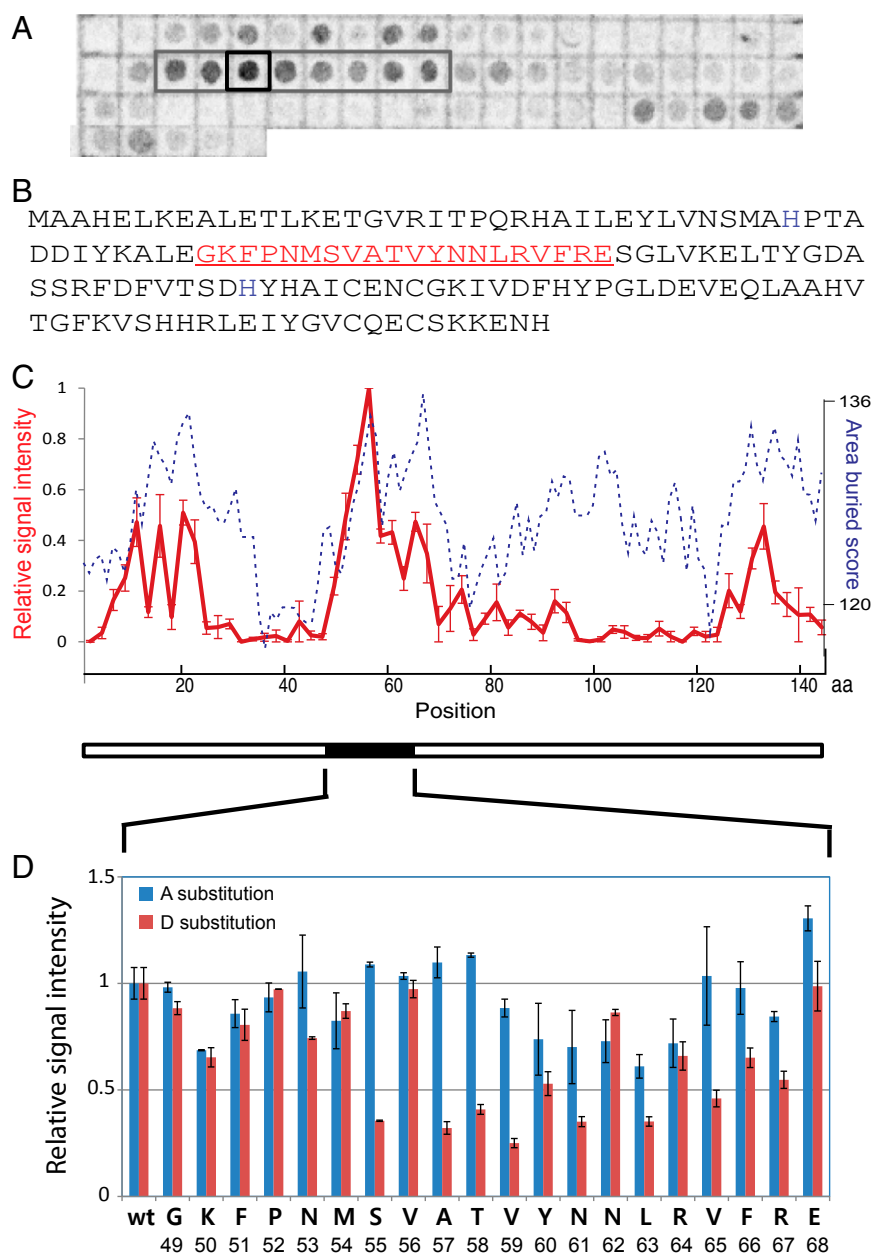 A
B
MAAHELKEALETLKETGVRITPQRHAILEYLVNSMAHPTA
DDIYKALEGKFPNMSVATVYNNLRVFRESGLVKELTYGDA
SSRFDFVTSDHYHAICENCGKIVDFHYPGLDEVEQLAAHV
TGFKVSHHRLEIYGVCQECSKKENH
C
Relative signal intensity
1
0.8
0.6
0.4
0.2
0
136
120
Area buried score
20 40 60 80 100 120 140 aa
Position
D
Relative signal intensity
1.5
1
0.5
0
A substitution
D substitution
wt G K F P N M S V A T V Y N N L R V F R E
49 50 51 52 53 54 55 56 57 58 59 60 61 62 63 64 65 66 67 68